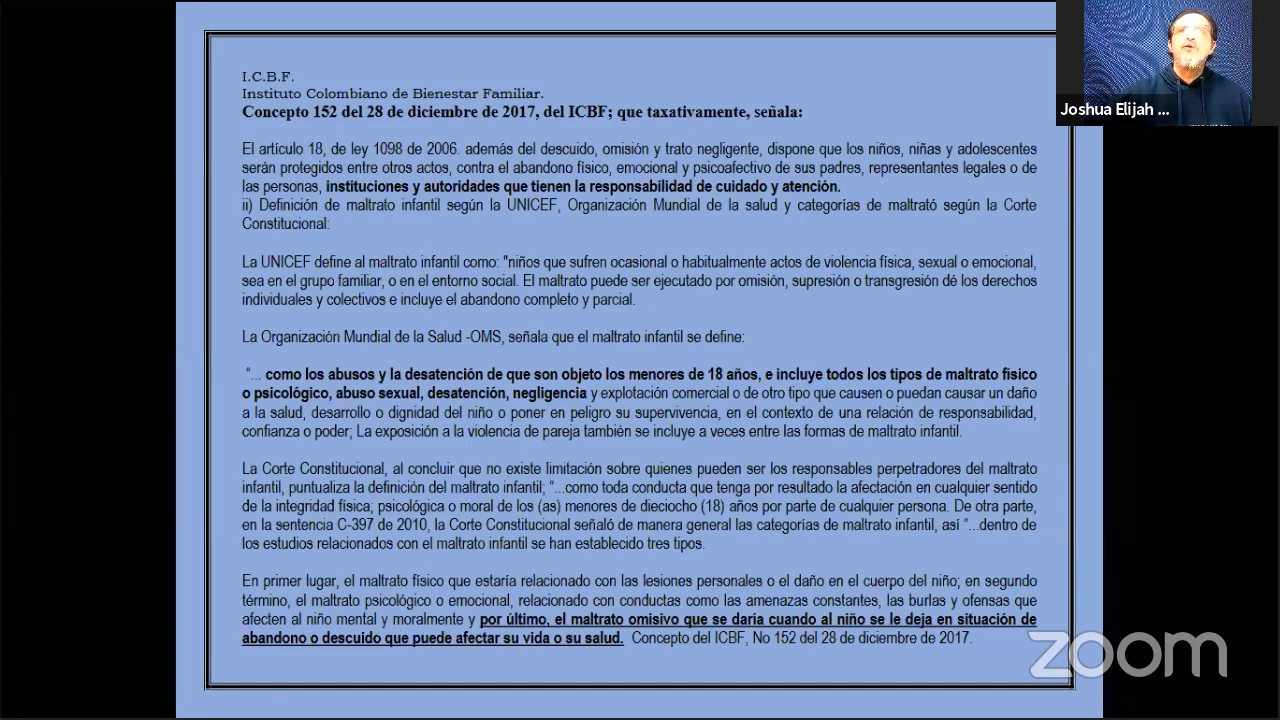 I.C.B.F.
Instituto Colombiano de Bienestar Familiar.
Concepto 152 del 28 de diciembre de 2017, del ICBF; que taxativamente, señala:
El artículo 18, de ley 1098 de 2006. además del descuido, omisión y trato negligente, dispone que los niños, niñas y adolescentes
serán protegidos entre otros actos, contra el abandono físico, emocional y psicoafectivo de sus padres, representantes legales o de
las personas, instituciones y autoridades que tienen la responsabilidad de cuidado y atención.
ii) Definición de maltrato infantil según la UNICEF, Organización Mundial de la salud y categorías de maltrató según la Corte
Constitucional:
La UNICEF define al maltrato infantil como: "niños que sufren ocasional o habitualmente actos de violencia física, sexual o emocional,
sea en el grupo familiar, o en el entorno social. El maltrato puede ser ejecutado por omisión, supresión o transgresión dé los derechos
individuales y colectivos e incluye el abandono completo y parcial.
La Organización Mundial de la Salud -OMS, señala que el maltrato infantil se define:
“... como los abusos y la desatención de que son objeto los menores de 18 años, e incluye todos los tipos de maltrato físico
o psicológico, abuso sexual, desatención, negligencia y explotación comercial o de otro tipo que causen o puedan causar un daño
a la salud, desarrollo o dignidad del niño o poner en peligro su supervivencia, en el contexto de una relación de responsabilidad,
confianza o poder; La exposición a la violencia de pareja también se incluye a veces entre las formas de maltrato infantil.
La Corte Constitucional, al concluir que no existe limitación sobre quienes pueden ser los responsables perpetradores del maltrato
infantil, puntualiza la definición del maltrato infantil; “...como toda conducta que tenga por resultado la afectación en cualquier sentido
de la integridad física; psicológica o moral de los (as) menores de dieciocho (18) años por parte de cualquier persona. De otra parte,
en la sentencia C-397 de 2010, la Corte Constitucional señaló de manera general las categorías de maltrato infantil, así “...dentro de
los estudios relacionados con el maltrato infantil se han establecido tres tipos.
En primer lugar, el maltrato físico que estaría relacionado con las lesiones personales o el daño en el cuerpo del niño; en segundo
término, el maltrato psicológico o emocional, relacionado con conductas como las amenazas constantes, las burlas y ofensas que
afecten al niño mental y moralmente y por último, el maltrato omisivo que se daría cuando al niño se le deja en situación de
abandono o descuido que puede afectar su vida o su salud. Concepto del ICBF, No 152 del 28 de diciembre de 2017.
Joshua Elijah ...
zoom